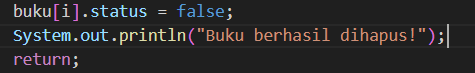 buku[i].status = false;
System.out.println("Buku berhasil dihapus!");
return;